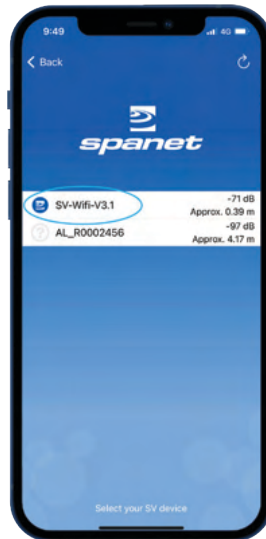 9:49
4G
Back
spanet
SV-Wifi-V3.1
-71 dB
Approx. 0.39 m
AL_R0002456
-97 dB
Approx. 4.17 m
Select your SV device